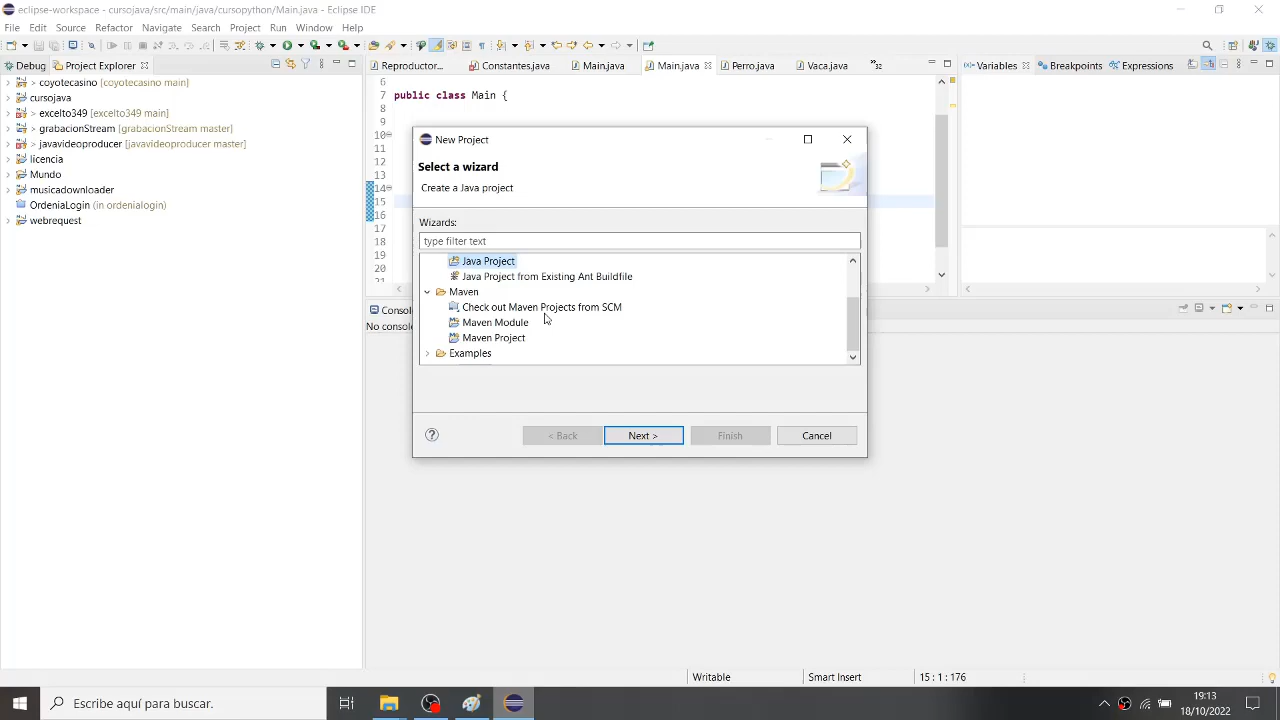 eclipse-workspace - cursojava/src/main/java/cursopython/Main.java - Eclipse IDE
File Edit Source Refactor Navigate Search Project Run Window Help
Debug Project Explorer
coyotecasino [coyotecasino main]
cursojava
excelto349 [excelto349 main]
grabacionStream [grabacionStream master]
javavideoproducer [javavideoproducer master]
licencia
Mundo
musicadownloader
OrdeniaLogin (in ordenialogin)
webrequest
Reproductor... Constantes.java Main.java Main.java Perro.java Vaca.java
6
7 public class Main {
8
9
10
11
12
13
14
15
16
17
18
19
20
21
Variables Breakpoints Expressions
New Project
Select a wizard
Create a Java project
Wizards:
type filter text
Java Project
Java Project from Existing Ant Buildfile
Maven
Check out Maven Projects from SCM
Maven Module
Maven Project
Examples
< Back Next > Finish Cancel
Writable Smart Insert 15 : 1 : 176
Escribe aquí para buscar.
19:13
18/10/2022